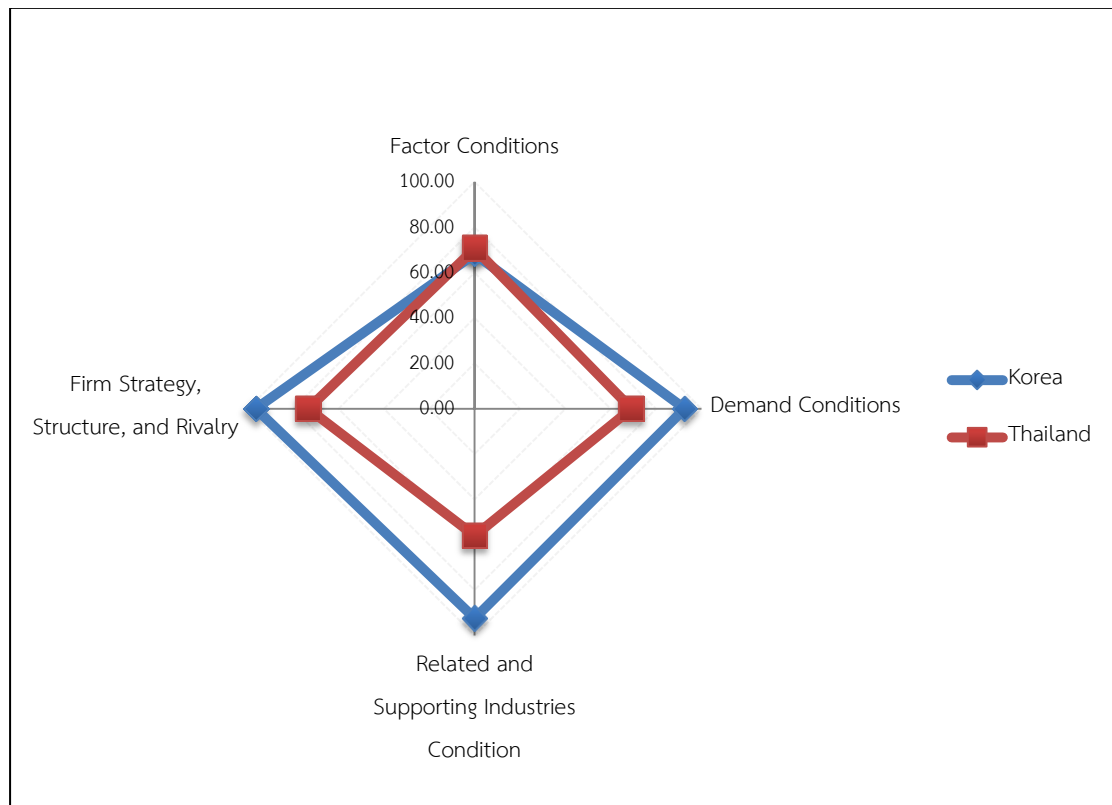 Factor Conditions
100.00
80.00
60.00
40.00
20.00
0.00
Firm Strategy,
Structure, and Rivalry
Demand Conditions
Related and
Supporting Industries
Condition
Korea
Thailand